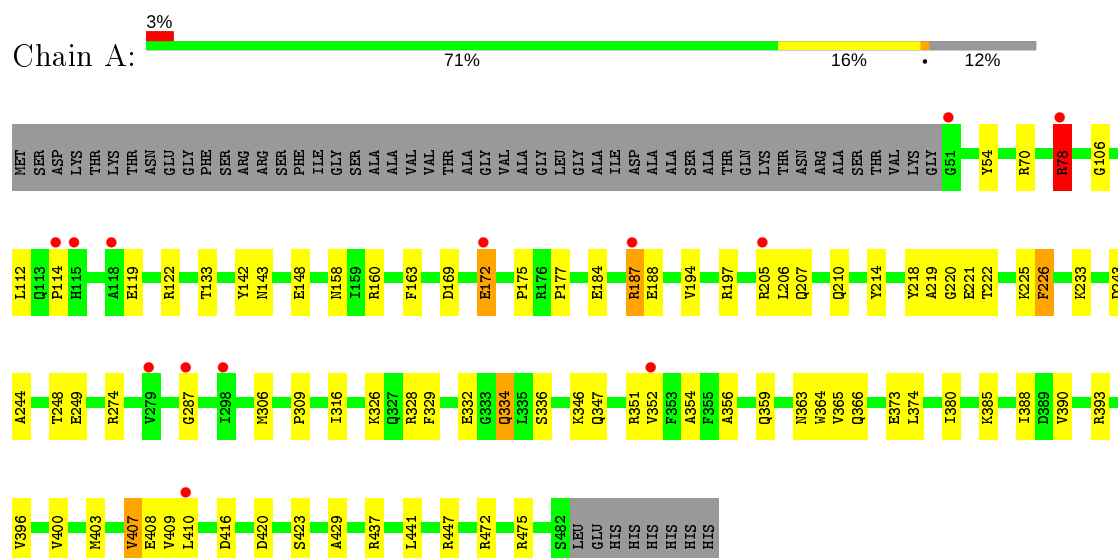 3%
Chain A:
71% 16% • 12%
MET SER ASP LYS THR LYS THR ASN GLU GLY PHE SER ARG ARG SER PHE ILE GLY SER ALA ALA VAL VAL THR ALA GLY VAL ALA GLY LEU GLY ALA ILE ASP ALA ALA SER ALA THR GLN LYS THR ASN ARG ALA SER THR VAL LYS GLY G51 Y54 R70 R78 G106
L112 Q113 P114 H115 A118 E119 R122 T133 Y142 N143 E148 N158 I159 R160 F163 D169 E172 P175 R176 P177 E184 R187 E188 V194 R197 R205 L206 Q207 Q210 Y214 Y218 A219 G220 E221 T222 K225 F226 K233
A244 T248 E249 R274 V279 G287 I298 M306 P309 I316 K326 Q327 R328 F329 E332 G333 Q334 L335 S336 K346 Q347 R351 V352 F353 A354 F355 A356 Q359 N363 W364 V365 Q366 E373 L374 I380 K385 I388 D389 V390 R393
V396 V400 M403 V407 E408 V409 L410 D416 D420 S423 A429 R437 L441 R447 R472 R475 S482 LEU GLU HIS HIS HIS HIS HIS HIS